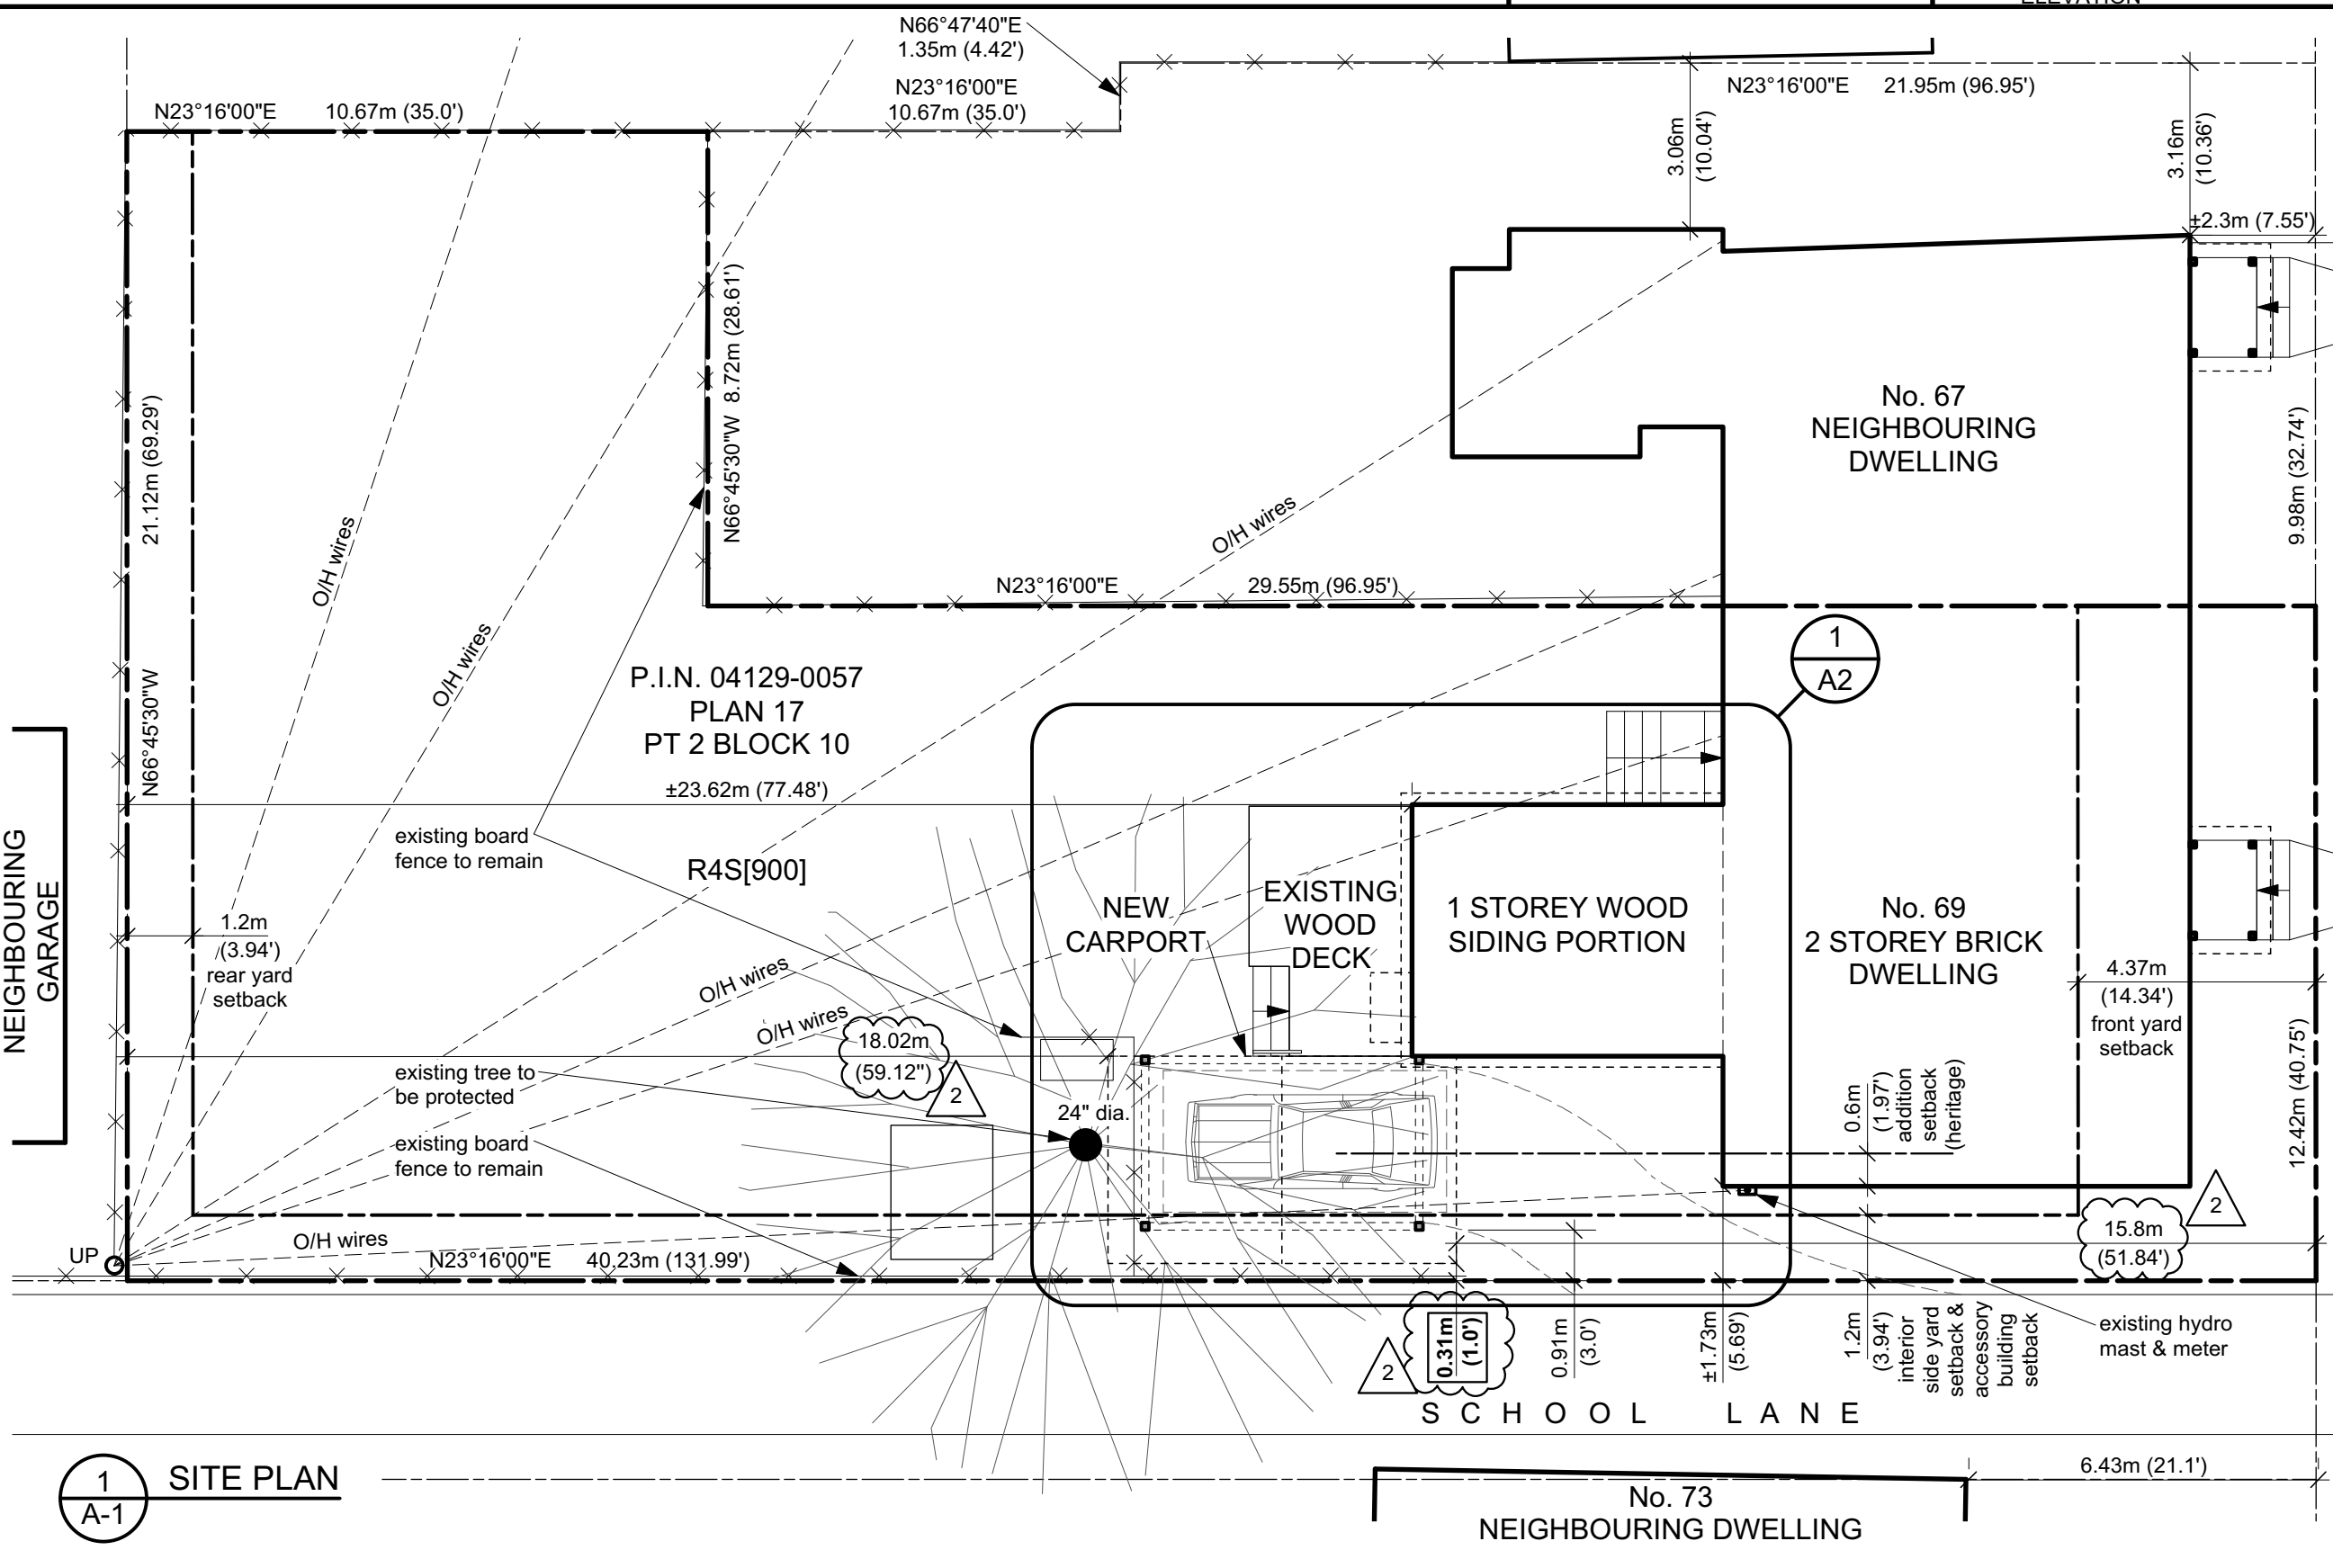 ELEVATION
N66°47'40"E
1.35m (4.42')
N23°16'00"E 10.67m (35.0')
N23°16'00"E
10.67m (35.0')
N23°16'00"E 21.95m (96.95')
3.06m
(10.04')
3.16m
(10.36')
±2.3m (7.55')
N66°45'30"W 8.72m (28.61')
21.12m (69.29')
N66°45'30"W
O/H wires
O/H wires
O/H wires
No. 67
NEIGHBOURING
DWELLING
9.98m (32.74')
N23°16'00"E 29.55m (96.95')
1
A2
P.I.N. 04129-0057
PLAN 17
PT 2 BLOCK 10
±23.62m (77.48')
existing board
fence to remain
R4S[900]
NEIGHBOURING
GARAGE
1.2m
(3.94')
rear yard
setback
NEW
CARPORT
EXISTING
WOOD
DECK
1 STOREY WOOD
SIDING PORTION
No. 69
2 STOREY BRICK
DWELLING
4.37m
(14.34')
front yard
setback
O/H wires
O/H wires
18.02m
(59.12")
2
existing tree to
be protected
24" dia.
existing board
fence to remain
0.6m
(1.97')
addition
setback
(heritage)
12.42m (40.75')
2
15.8m
(51.84')
UP
O/H wires
N23°16'00"E 40.23m (131.99')
2
0.31m
(1.0')
0.91m
(3.0')
±1.73m
(5.69')
1.2m
(3.94')
interior
side yard
setback &
accessory
building
setback
existing hydro
mast & meter
SCHOOL LANE
1
A-1
SITE PLAN
6.43m (21.1')
No. 73
NEIGHBOURING DWELLING